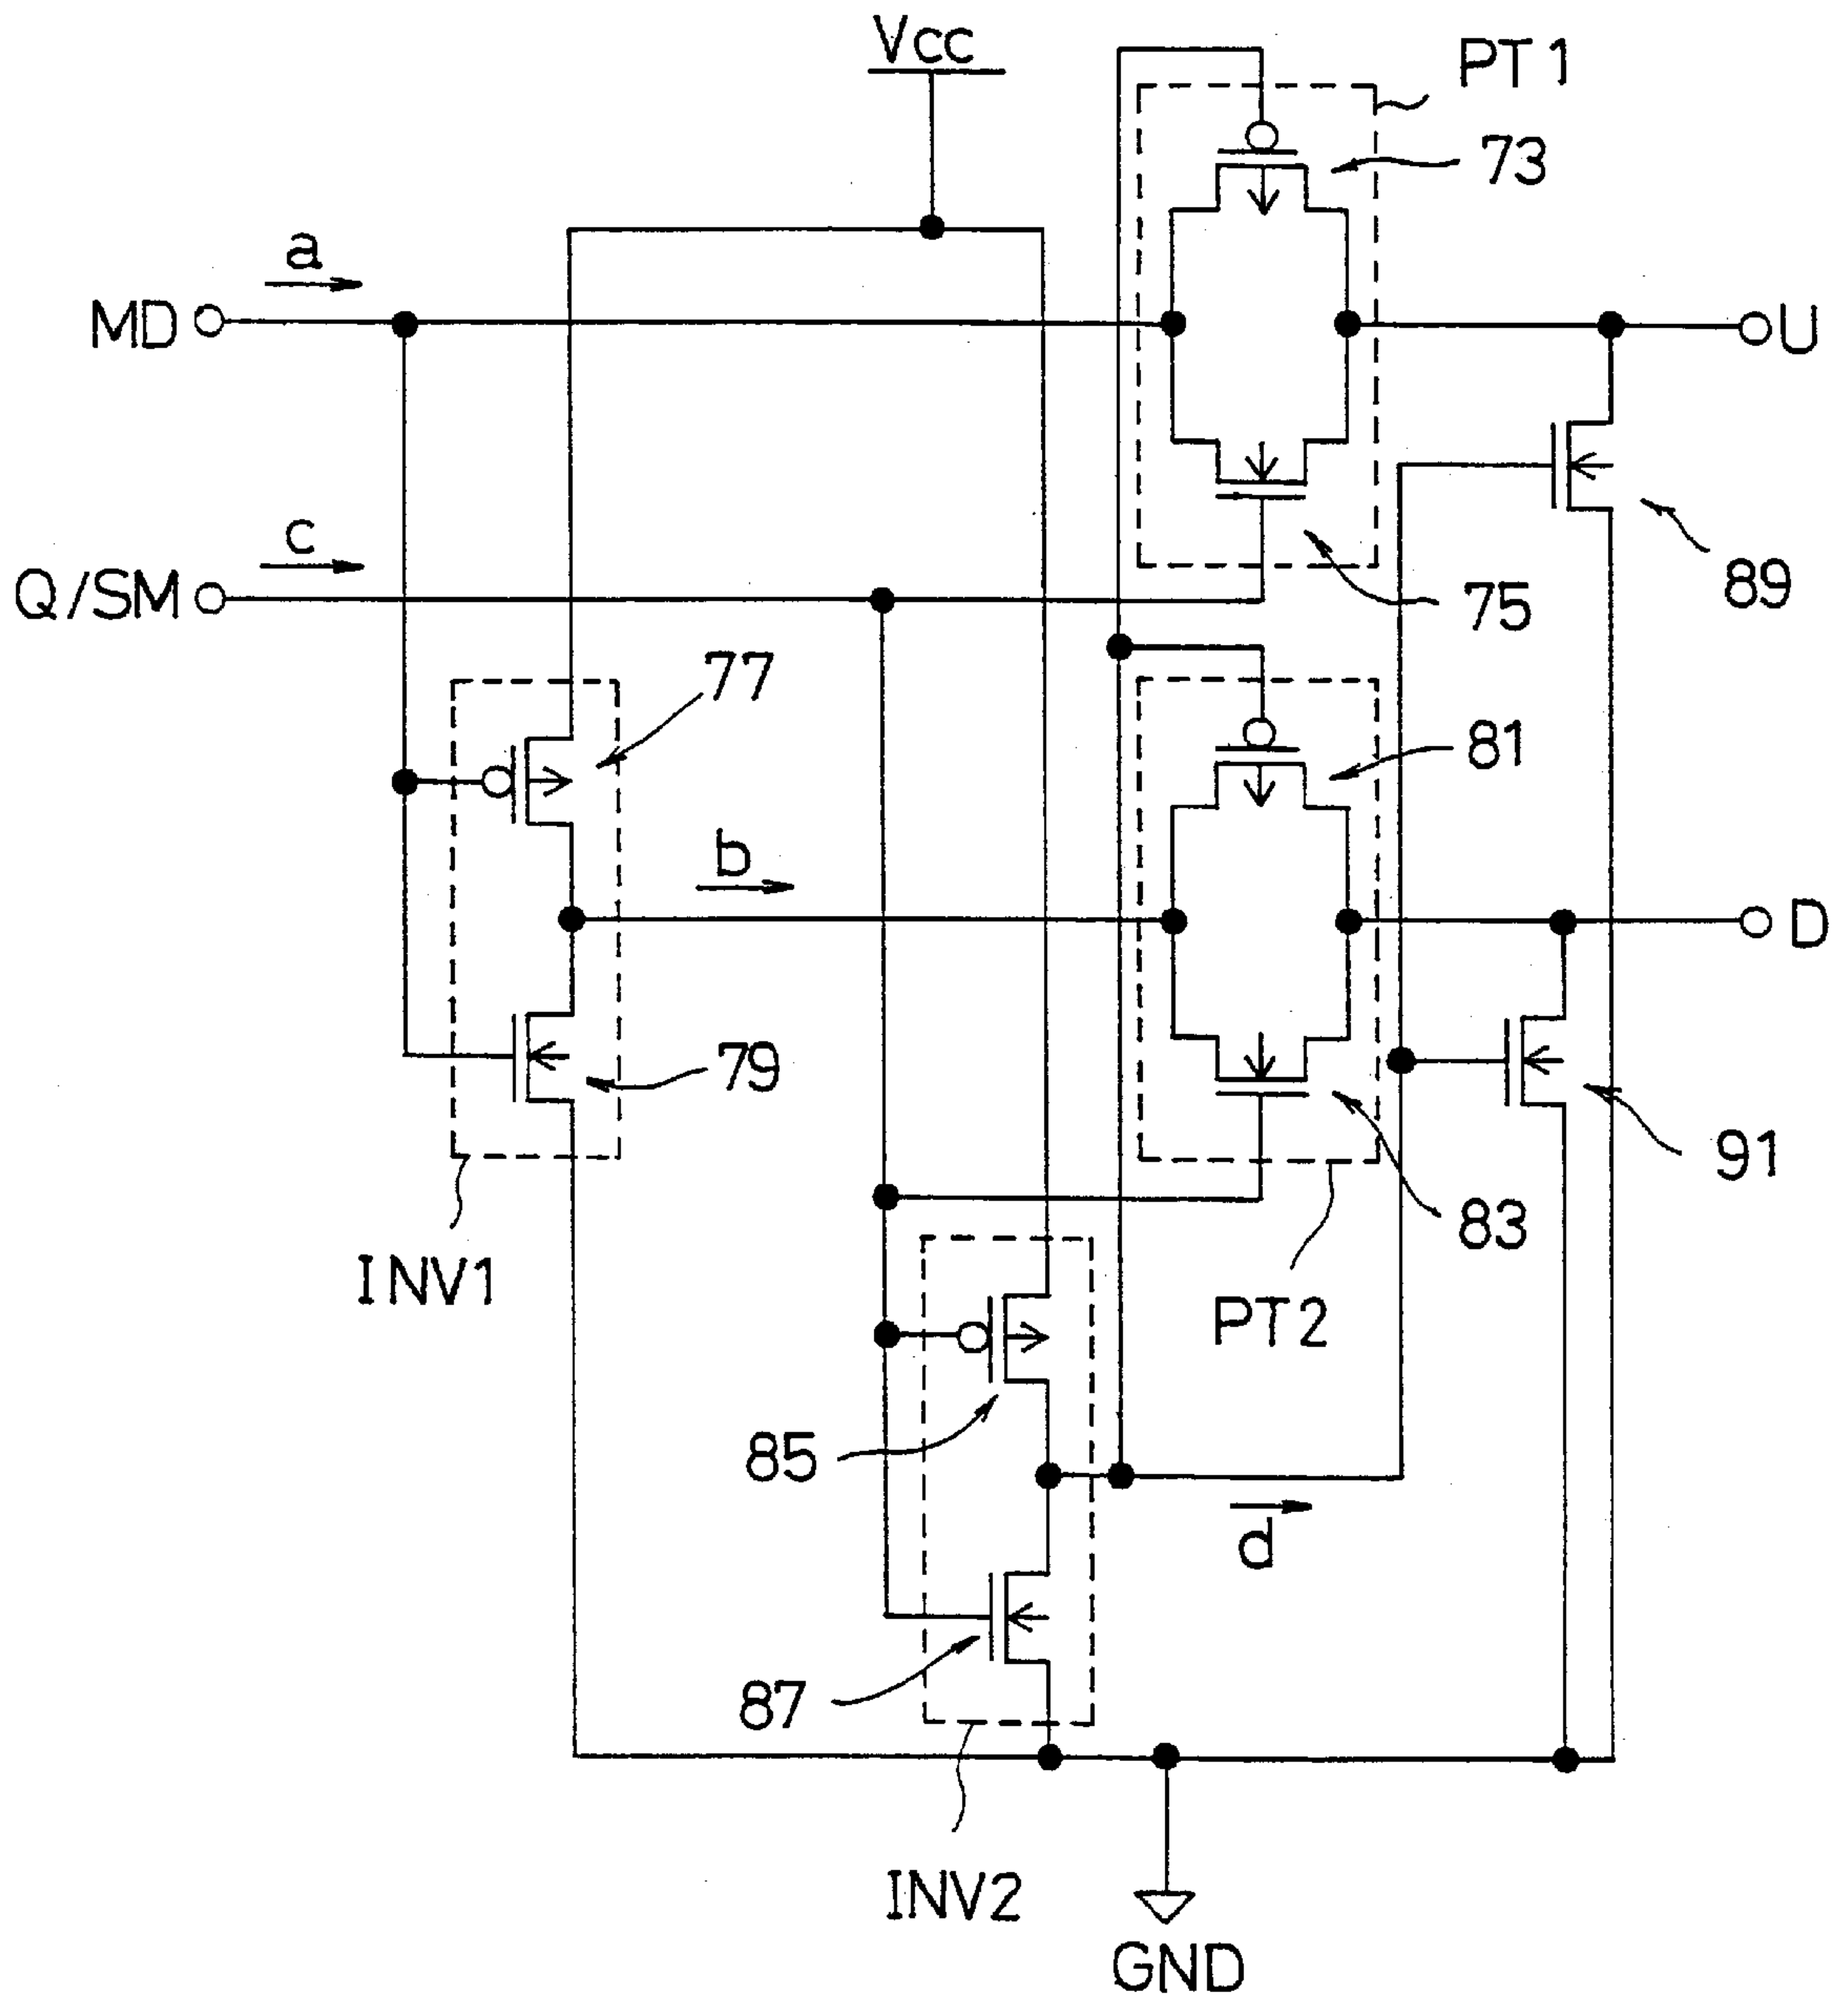 Vcc
PT1
73
a
MD
U
c
Q/SM
75
89
77
81
b
D
79
91
83
INV1
PT2
85
d
87
INV2
GND